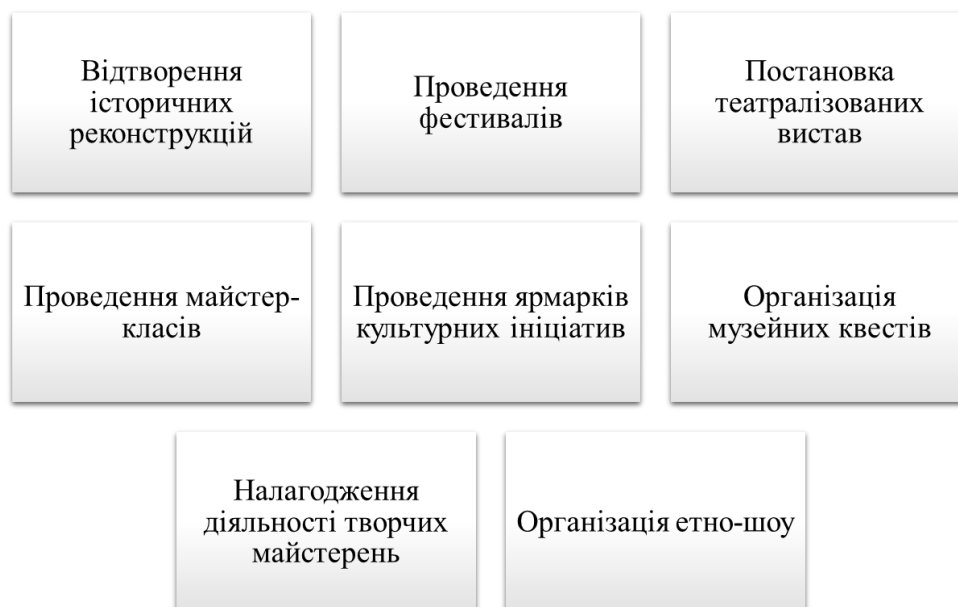 Відтворення
історичних
реконструкцій
Проведення
фестивалів
Постановка
театралізованих
вистав
Проведення майстер-
класів
Проведення ярмарків
культурних ініціатив
Організація
музейних квестів
Налагодження
діяльності творчих
майстерень
Організація етно-шоу